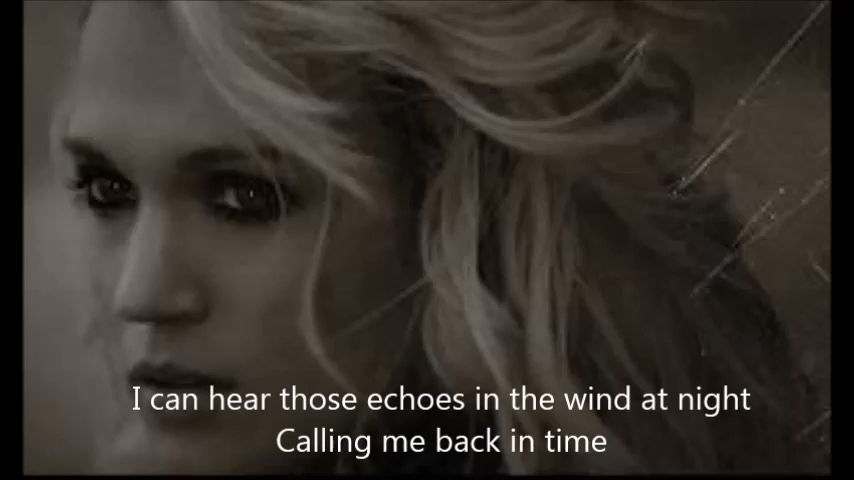 I can hear those echoes in the wind at night
Calling me back in time